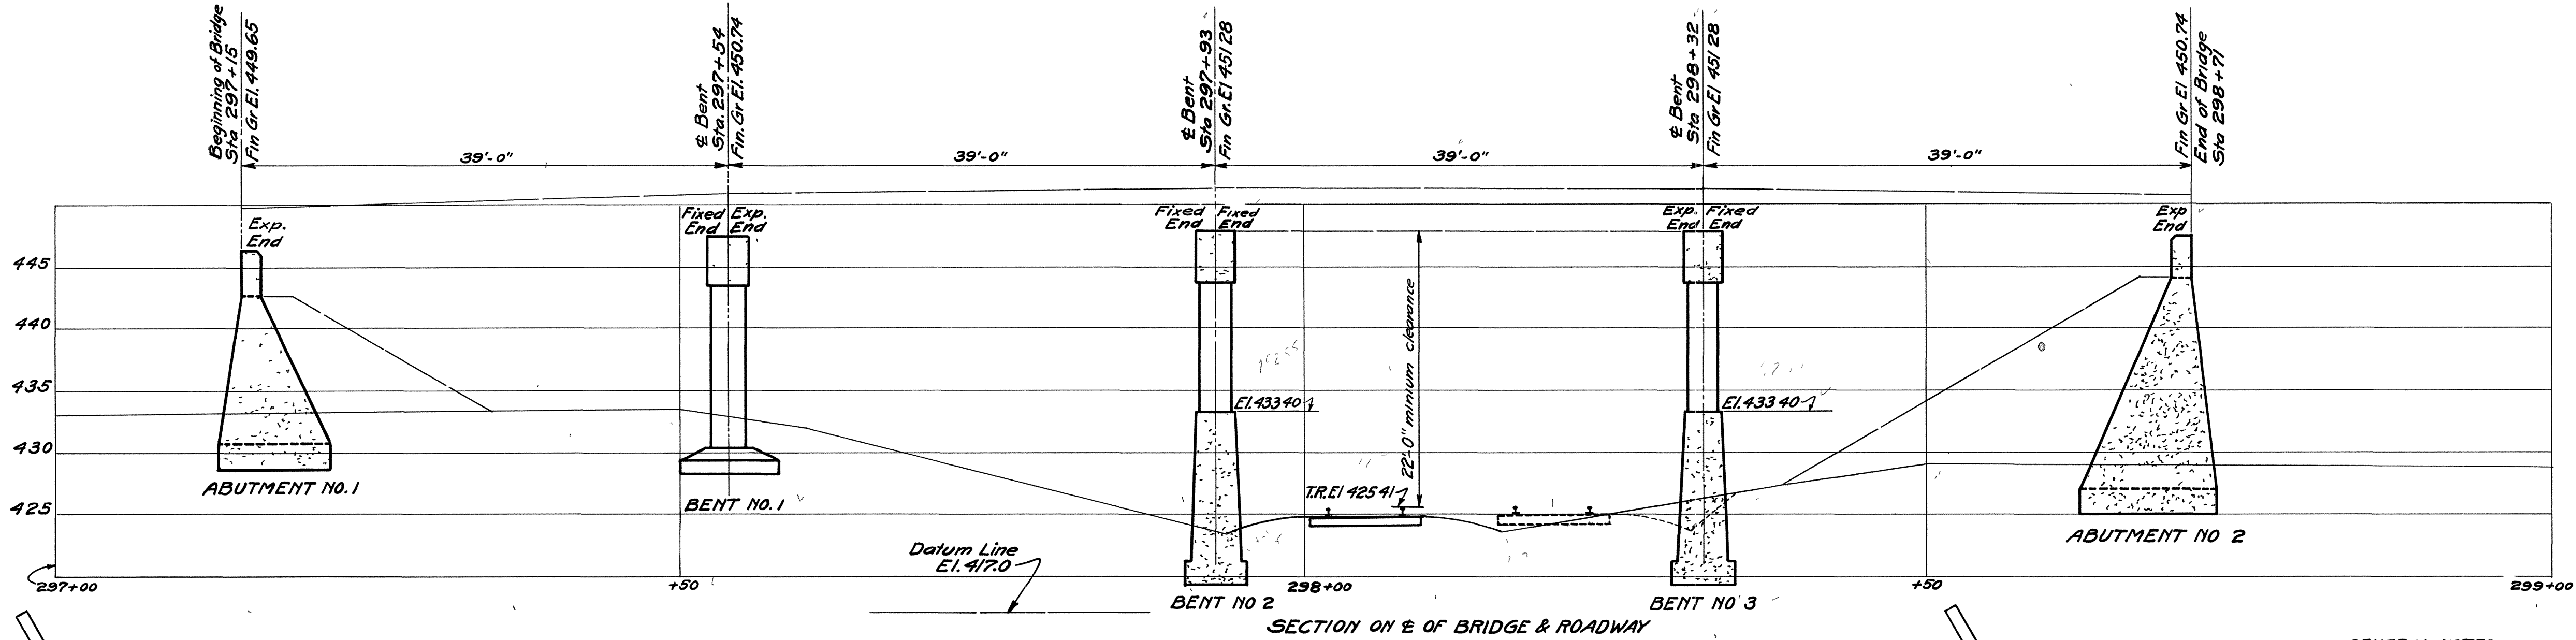 Beginning of Bridge
Sta 297+15
Fin Gr El. 449.65
℄ Bent
Sta. 297+54
Fin. Gr El. 450.74
℄ Bent
Sta 297+93
Fin Gr. El 451 28
℄ Bent
Sta 298+32
Fin Gr El 451 28
Fin Gr El 450.74
End of Bridge
Sta 298+71
39'-0"
39'-0"
39'-0"
39'-0"
Exp.
End
Fixed Exp.
End End
Fixed Fixed
End End
Exp. Fixed
End End
Exp
End
445
440
435
430
425
El. 433 40
El. 433 40
22'-0" minimum clearance
T.R. El 425 41
ABUTMENT NO. 1
BENT NO. 1
BENT NO 2
BENT NO 3
ABUTMENT NO 2
Datum Line
El. 417.0
297+00
+50
298+00
+50
299+00
SECTION ON ℄ OF BRIDGE & ROADWAY